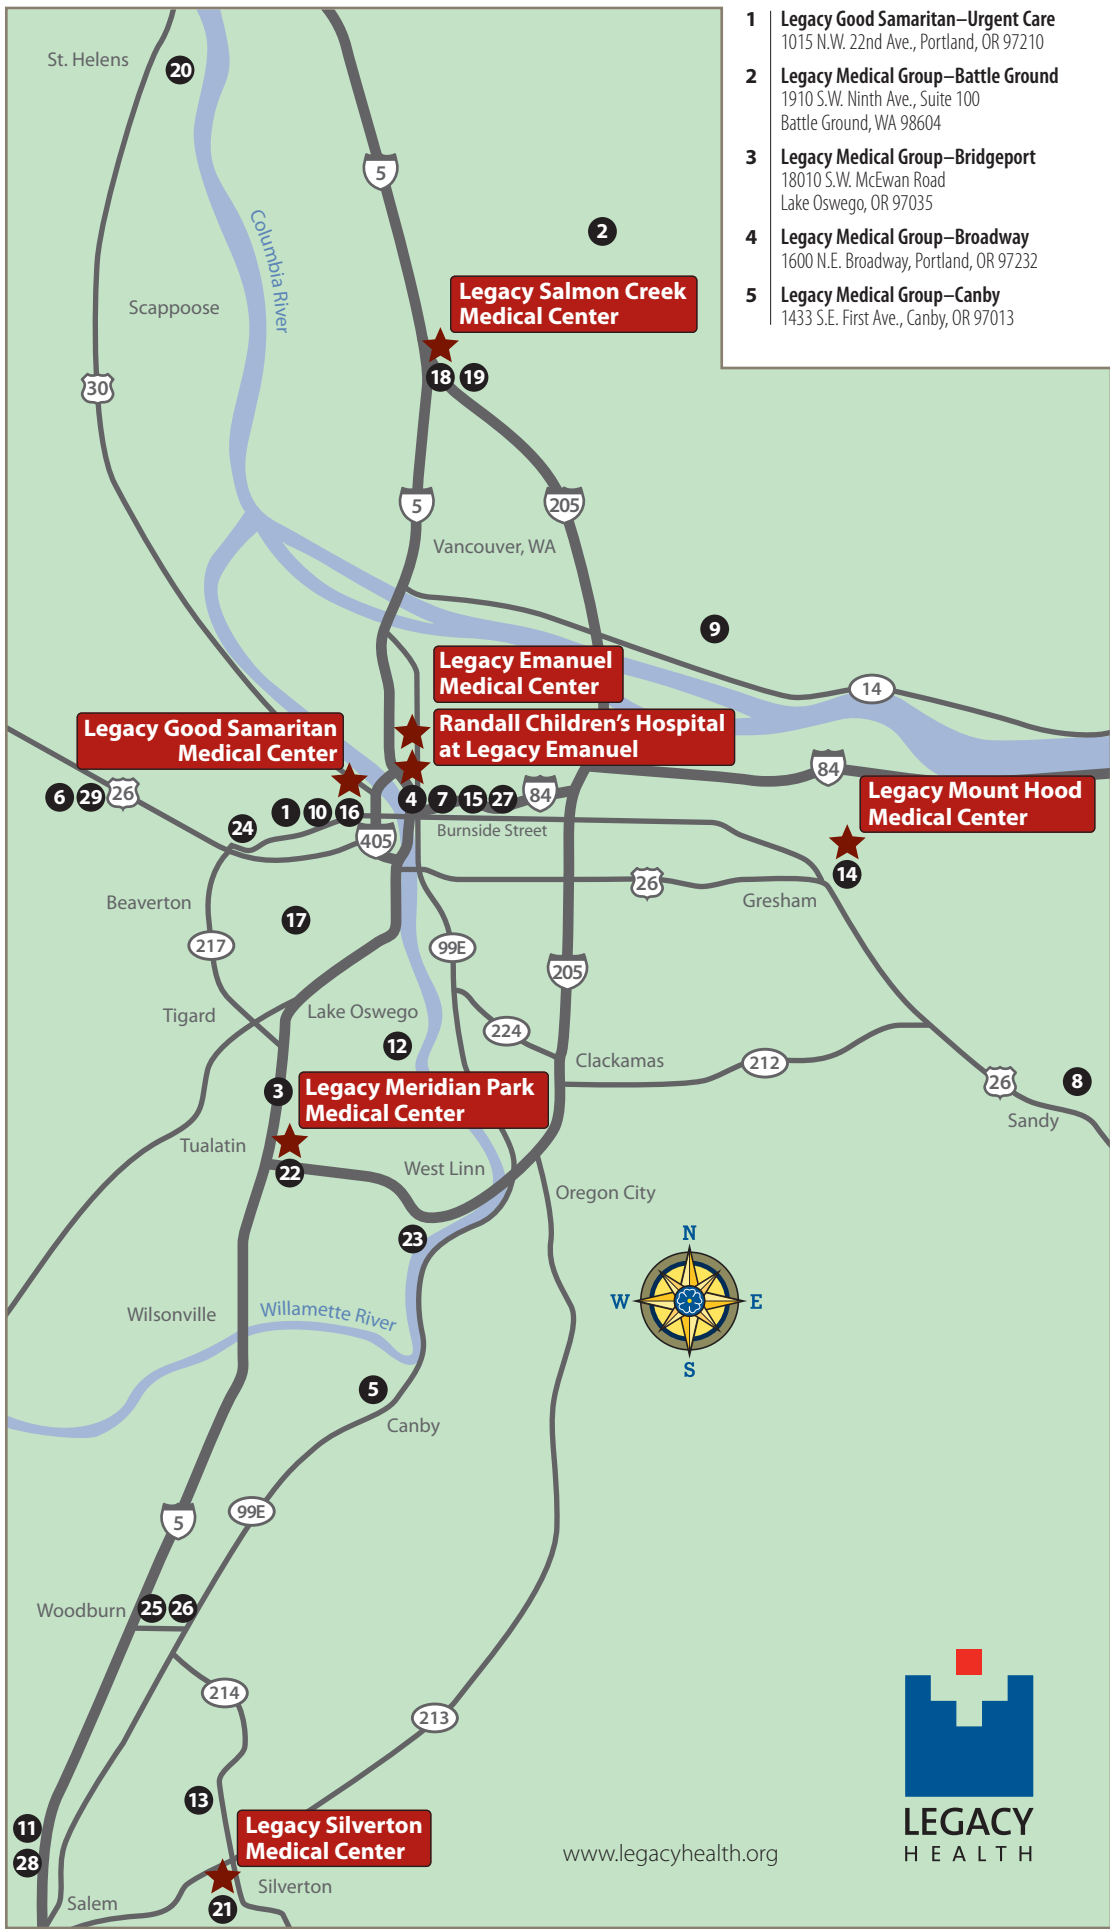 1 Legacy Good Samaritan–Urgent Care
1015 N.W. 22nd Ave., Portland, OR 97210
2 Legacy Medical Group–Battle Ground
1910 S.W. Ninth Ave., Suite 100
Battle Ground, WA 98604
3 Legacy Medical Group–Bridgeport
18010 S.W. McEwan Road
Lake Oswego, OR 97035
4 Legacy Medical Group–Broadway
1600 N.E. Broadway, Portland, OR 97232
5 Legacy Medical Group–Canby
1433 S.E. First Ave., Canby, OR 97013
St. Helens
20
5
2
Columbia River
Legacy Salmon Creek
Medical Center
Scappoose
18 19
30
5
205
Vancouver, WA
9
Legacy Emanuel
Medical Center
14
Legacy Good Samaritan
Medical Center
Randall Children's Hospital
at Legacy Emanuel
84
6 29 26
4 7 15 27 84
Legacy Mount Hood
Medical Center
1 10 16
24
405
Burnside Street
14
26
Beaverton
Gresham
17
217
99E
205
Tigard
Lake Oswego
224
12
Clackamas
212
3
Legacy Meridian Park
Medical Center
26
8
Sandy
Tualatin
22
West Linn
Oregon City
23
N
W
E
S
Wilsonville
Willamette River
5
Canby
99E
5
Woodburn
25 26
214
213
13
11
Legacy Silverton
Medical Center
28
21
Silverton
Salem
www.legacyhealth.org
LEGACY
HEALTH